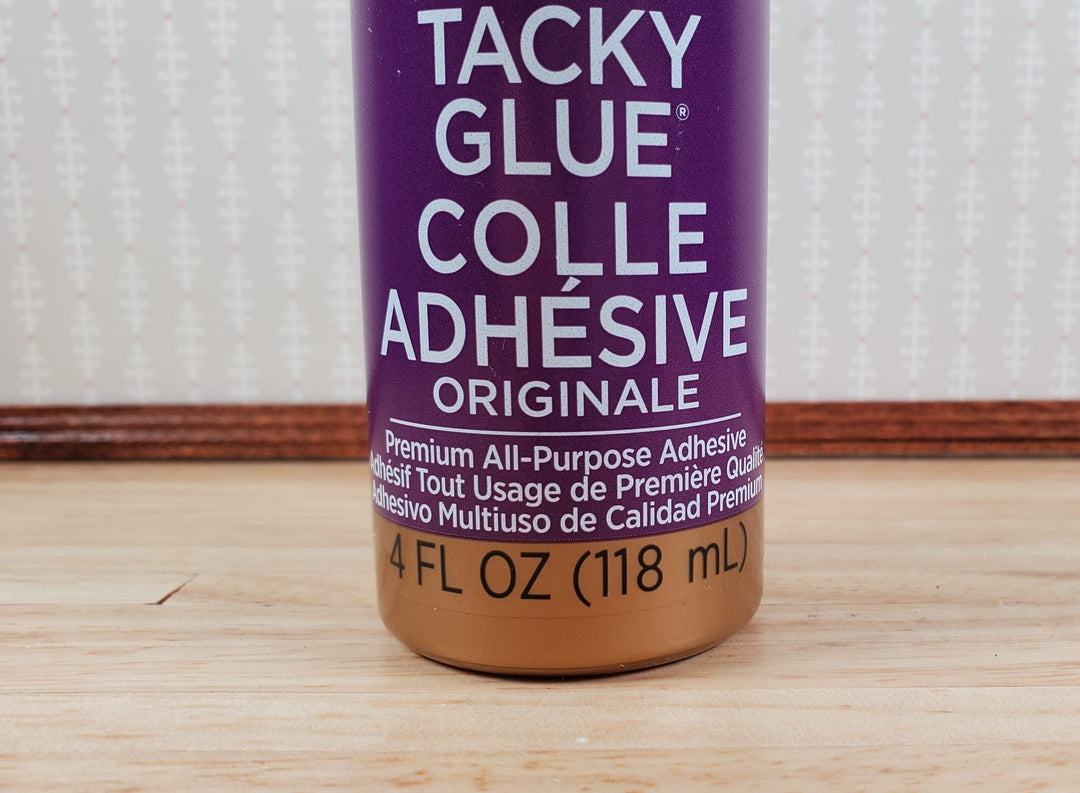 TACKY
GLUE®
COLLE
ADHÉSIVE
ORIGINALE
Premium All-Purpose Adhesive
Adhésif Tout Usage de Première Qualité
Adhesivo Multiuso de Calidad Premium
4 FL OZ (118 mL)